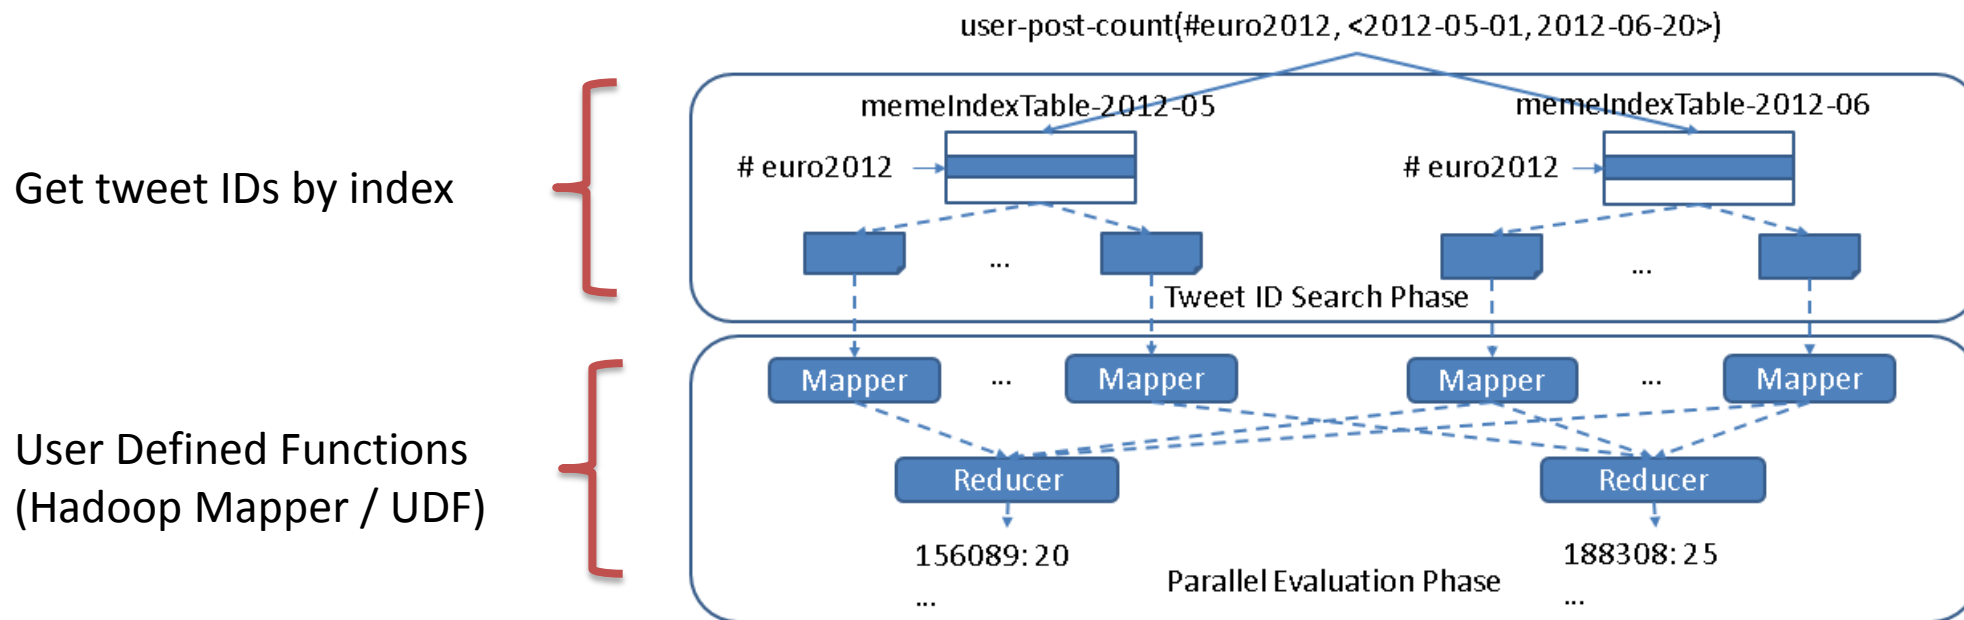 user-post-count(#euro2012, <2012-05-01, 2012-06-20>)
memeIndexTable-2012-05
memeIndexTable-2012-06
# euro2012
# euro2012
Get tweet IDs by index
...
...
Tweet ID Search Phase
Mapper
...
Mapper
Mapper
...
Mapper
User Defined Functions
(Hadoop Mapper / UDF)
Reducer
Reducer
156089: 20
188308: 25
Parallel Evaluation Phase
...
...